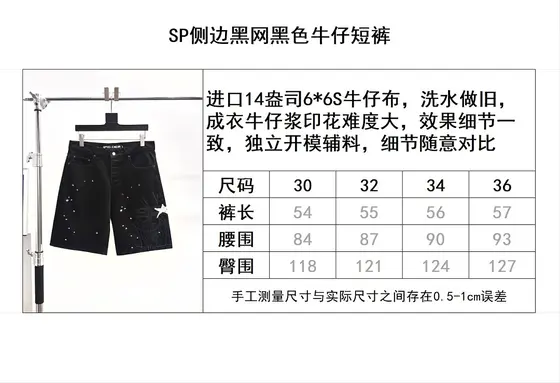 SP侧边黑网黑色牛仔短裤
进口14盎司6*6S牛仔布，洗水做旧，
成衣牛仔浆印花难度大，效果细节一
致，独立开模辅料，细节随意对比
尺码 30 32 34 36
裤长 54 55 56 57
腰围 84 87 90 93
臀围 118 121 124 127
手工测量尺寸与实际尺寸之间存在0.5-1cm误差